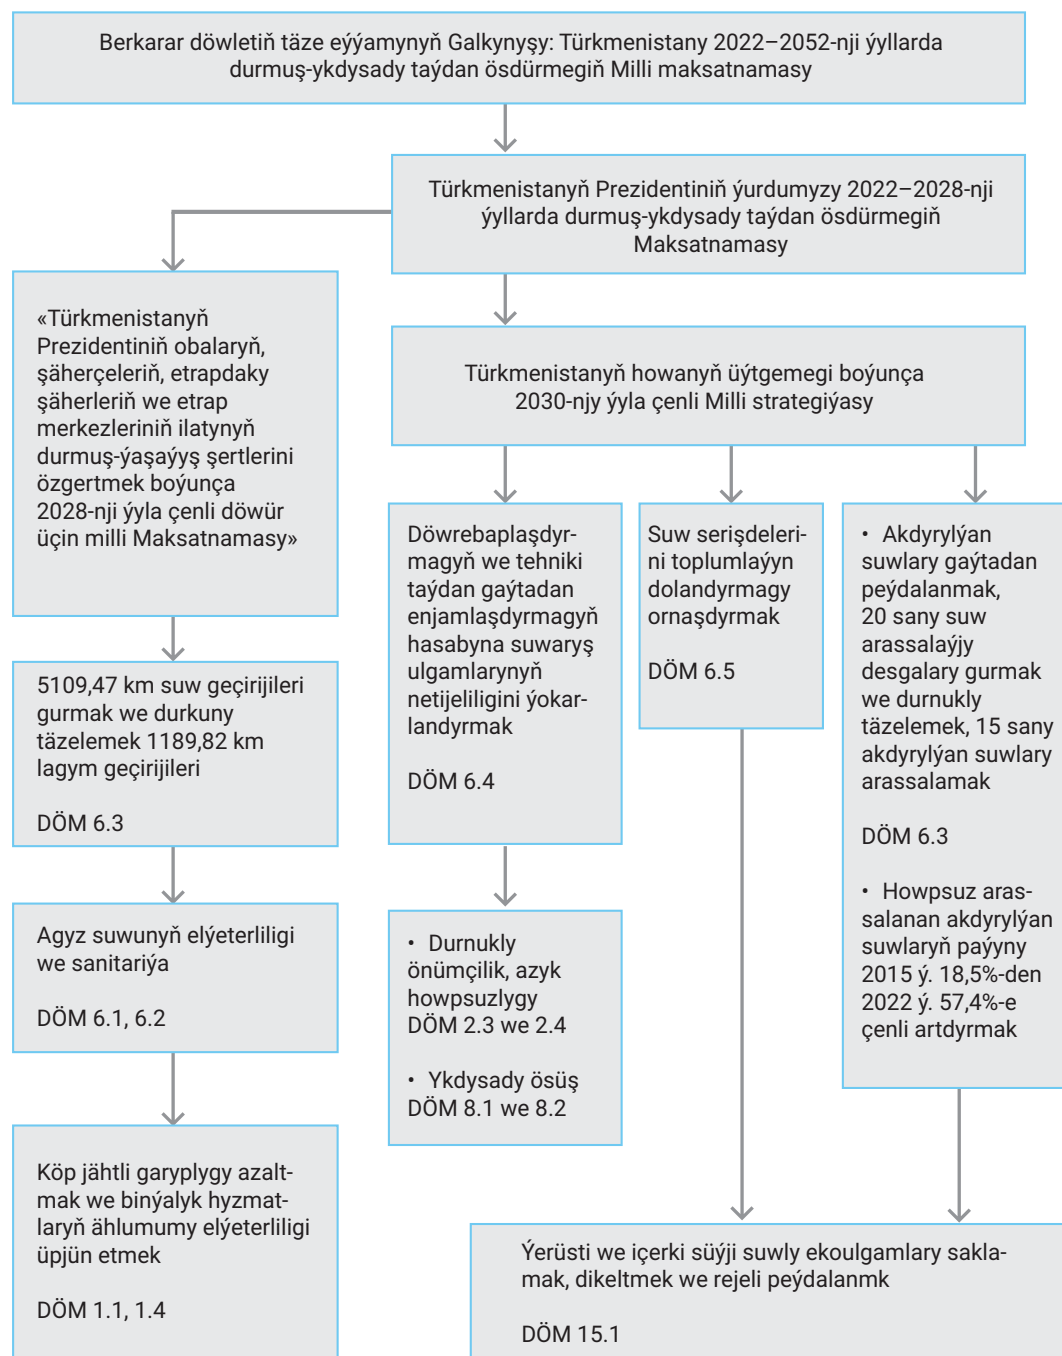 Berkarar döwletiň täze eýýamynyň Galkynyşy: Türkmenistany 2022–2052-nji ýyllarda
durmuş-ykdysady taýdan ösdürmegiň Milli maksatnamasy
Türkmenistanyň Prezidentiniň ýurdumyzy 2022–2028-nji
ýyllarda durmuş-ykdysady taýdan ösdürmegiň
Maksatnamasy
«Türkmenistanyň
Prezidentiniň obalaryň,
şäherçeleriň, etrapdaky
şäherleriň we etrap
merkezleriniň ilatynyň
durmuş-ýaşaýyş şertlerini
özgertmek boýunça
2028-nji ýyla çenli döwür
üçin milli Maksatnamasy»
Türkmenistanyň howanyň üýtgemegi boýunça
2030-njy ýyla çenli Milli strategiýasy
5109,47 km suw geçirijileri
gurmak we durkuny
täzelemek 1189,82 km
lagym geçirijileri
DÖM 6.3
Agyz suwunyň elýeterliligi
we sanitariýa
DÖM 6.1, 6.2
Köp jähtli garyplygy azalt-
mak we binýalyk hyzmat-
laryň ählumumy elýeterliligi
üpjün etmek
DÖM 1.1, 1.4
Döwrebaplaşdyr-
magyň we tehniki
taýdan gaýtadan
enjamlaşdyrmagyň
hasabyna suwaryş
ulgamlarynyň
netijeliligini ýokar-
landyrmak
DÖM 6.4
• Durnukly
önümçilik, azyk
howpsuzlygy
DÖM 2.3 we 2.4
• Ykdysady ösüş
DÖM 8.1 we 8.2
Suw serişdeleri-
ni toplumlaýyn
dolandyrmagy
ornaşdyrmak
DÖM 6.5
• Akdyrylýan
suwlary gaýtadan
peýdalanmak,
20 sany suw
arassalaýjy
desgalary gurmak
we durnukly
täzelemek, 15 sany
akdyrylýan suwlary
arassalamak
DÖM 6.3
• Howpsuz aras-
salanan akdyrylýan
suwlaryň paýyny
2015 ý. 18,5%-den
2022 ý. 57,4%-e
çenli artdyrmak
Ýerüsti we içerki süýji suwly ekoulgamlary sakla-
mak, dikeltmek we rejeli peýdalanmk
DÖM 15.1